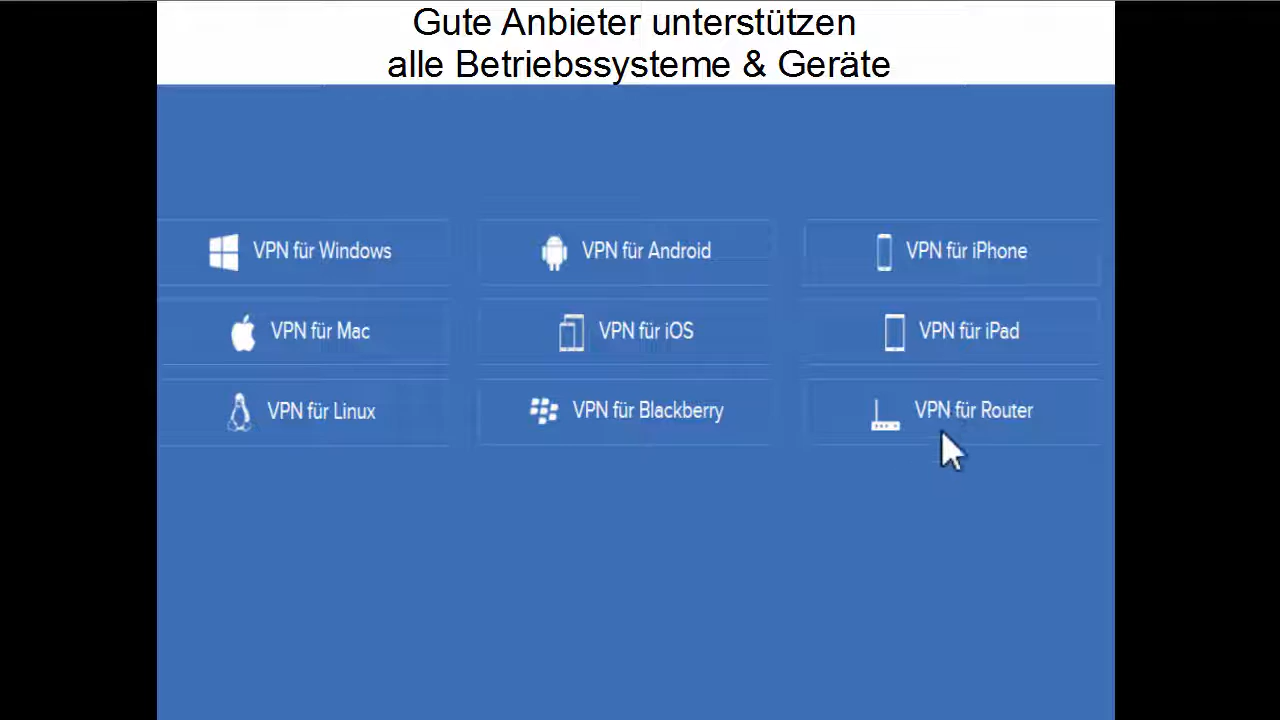 Gute Anbieter unterstützen
alle Betriebssysteme & Geräte
VPN für Windows
VPN für Android
VPN für iPhone
VPN für Mac
VPN für iOS
VPN für iPad
VPN für Linux
VPN für Blackberry
VPN für Router